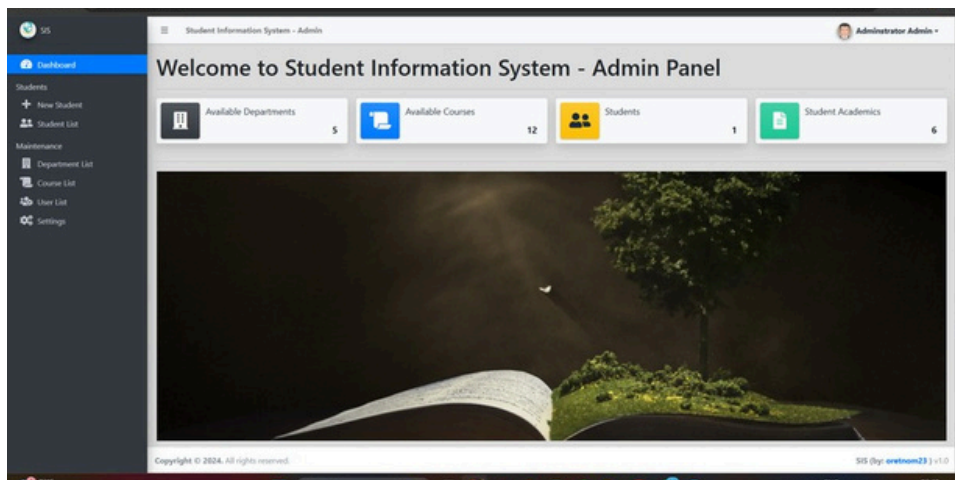 SIS
Student Information System - Admin
Adminstrator Admin
Dashboard
Students
New Student
Student List
Maintenance
Department List
Course List
User List
Settings
Welcome to Student Information System - Admin Panel
Available Departments
5
Available Courses
12
Students
1
Student Academics
6
Copyright © 2024. All rights reserved.
SIS (by: oretnom23 ) v1.0